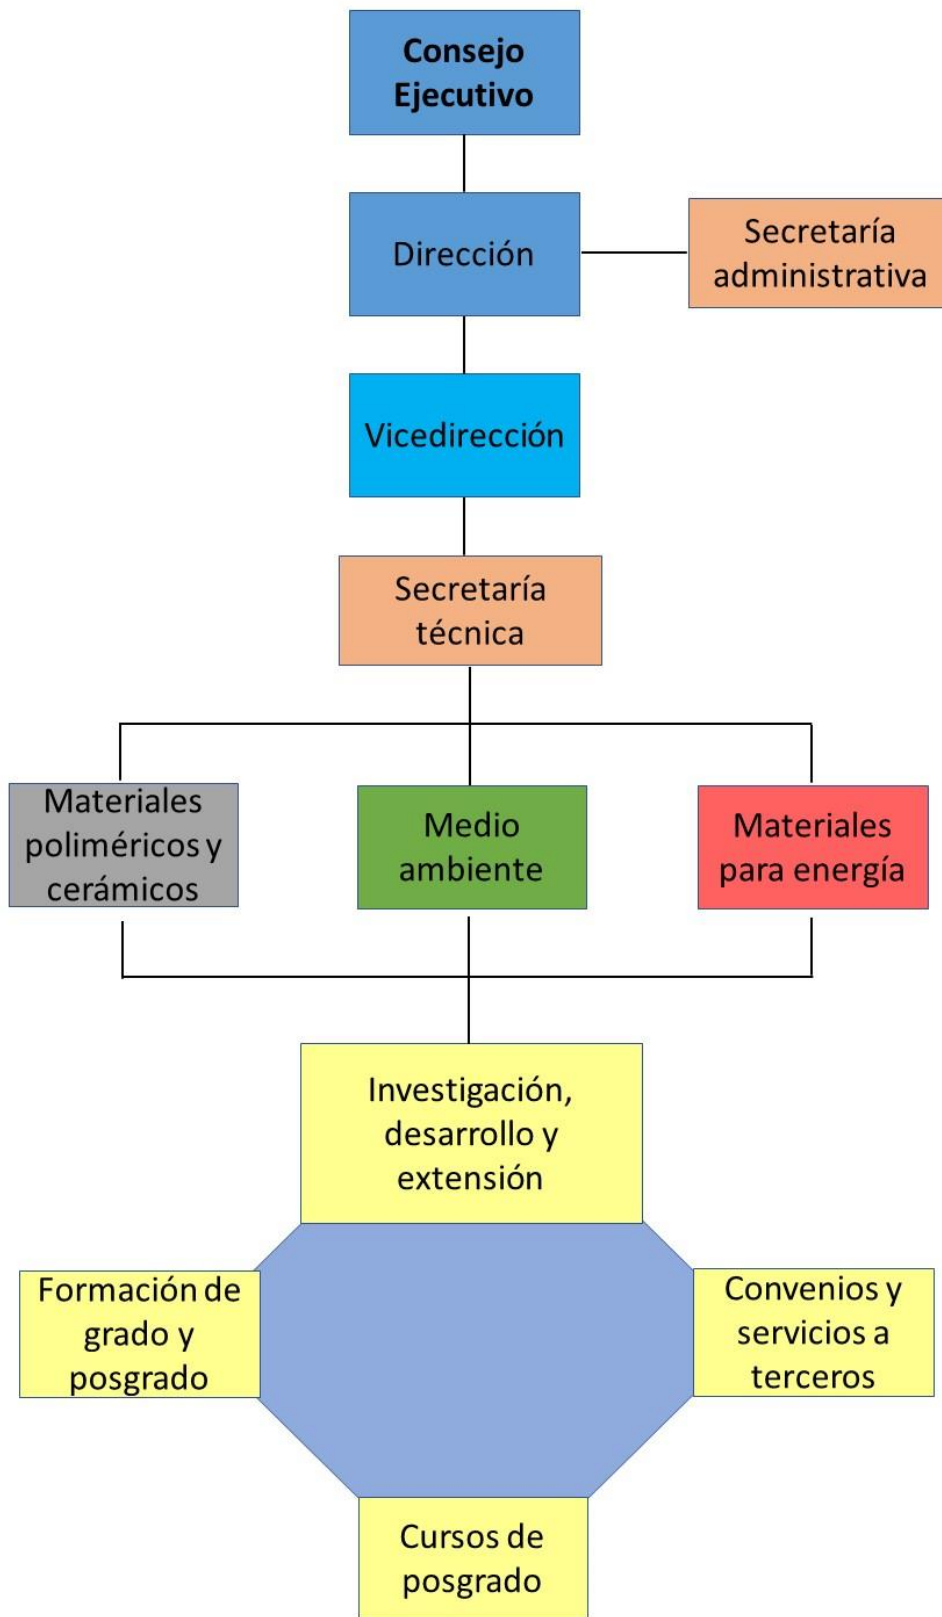 Consejo
Ejecutivo
Dirección
Secretaría
administrativa
Vicedirección
Secretaría
técnica
Materiales
poliméricos y
cerámicos
Medio
ambiente
Materiales
para energía
Investigación,
desarrollo y
extensión
Formación de
grado y
posgrado
Convenios y
servicios a
terceros
Cursos de
posgrado